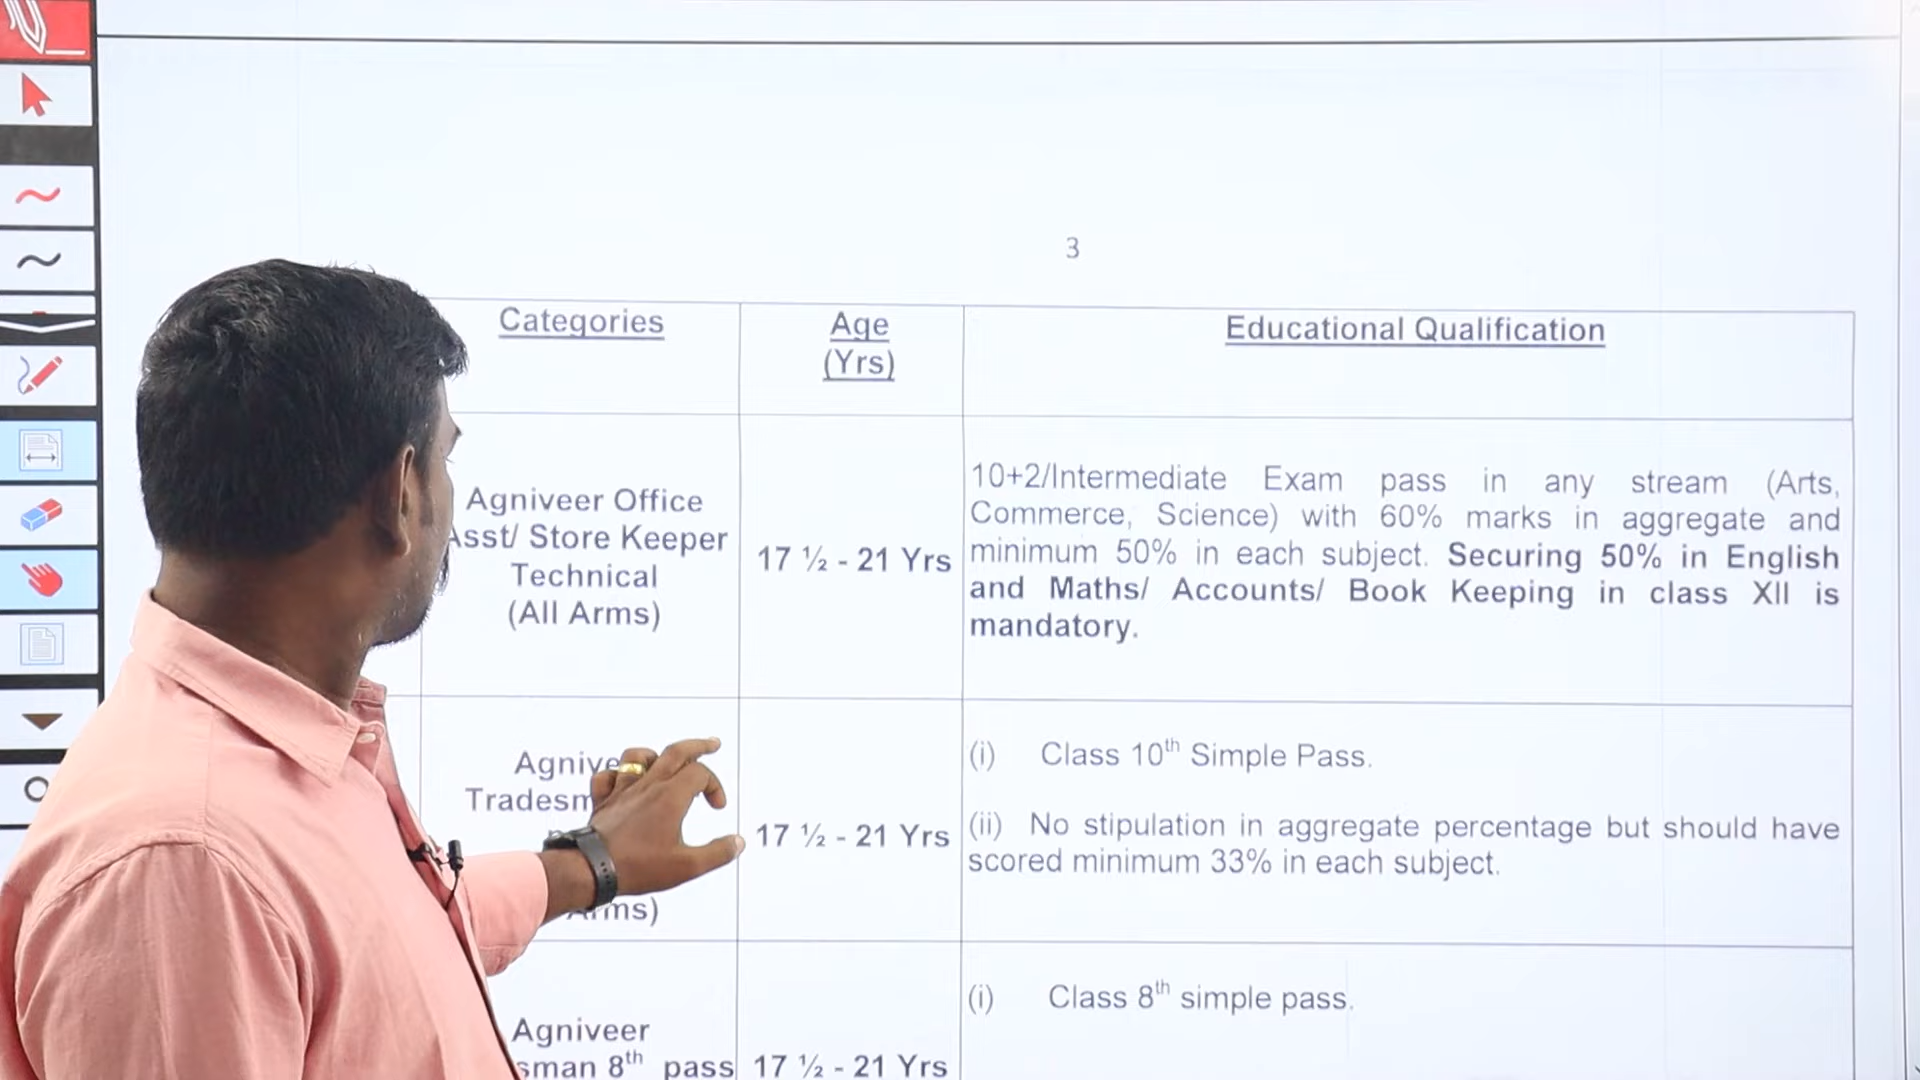 3
Categories
Age
(Yrs)
Educational Qualification
Agniveer Office
Asst/ Store Keeper
Technical
(All Arms)
17 ½ - 21 Yrs
10+2/Intermediate Exam pass in any stream (Arts,
Commerce, Science) with 60% marks in aggregate and
minimum 50% in each subject. Securing 50% in English
and Maths/ Accounts/ Book Keeping in class XII is
mandatory.
17 ½ - 21 Yrs
(i) Class 10th Simple Pass.
(ii) No stipulation in aggregate percentage but should have
scored minimum 33% in each subject.
Agniveer
8th pass
17 ½ - 21 Yrs
(i) Class 8th simple pass.